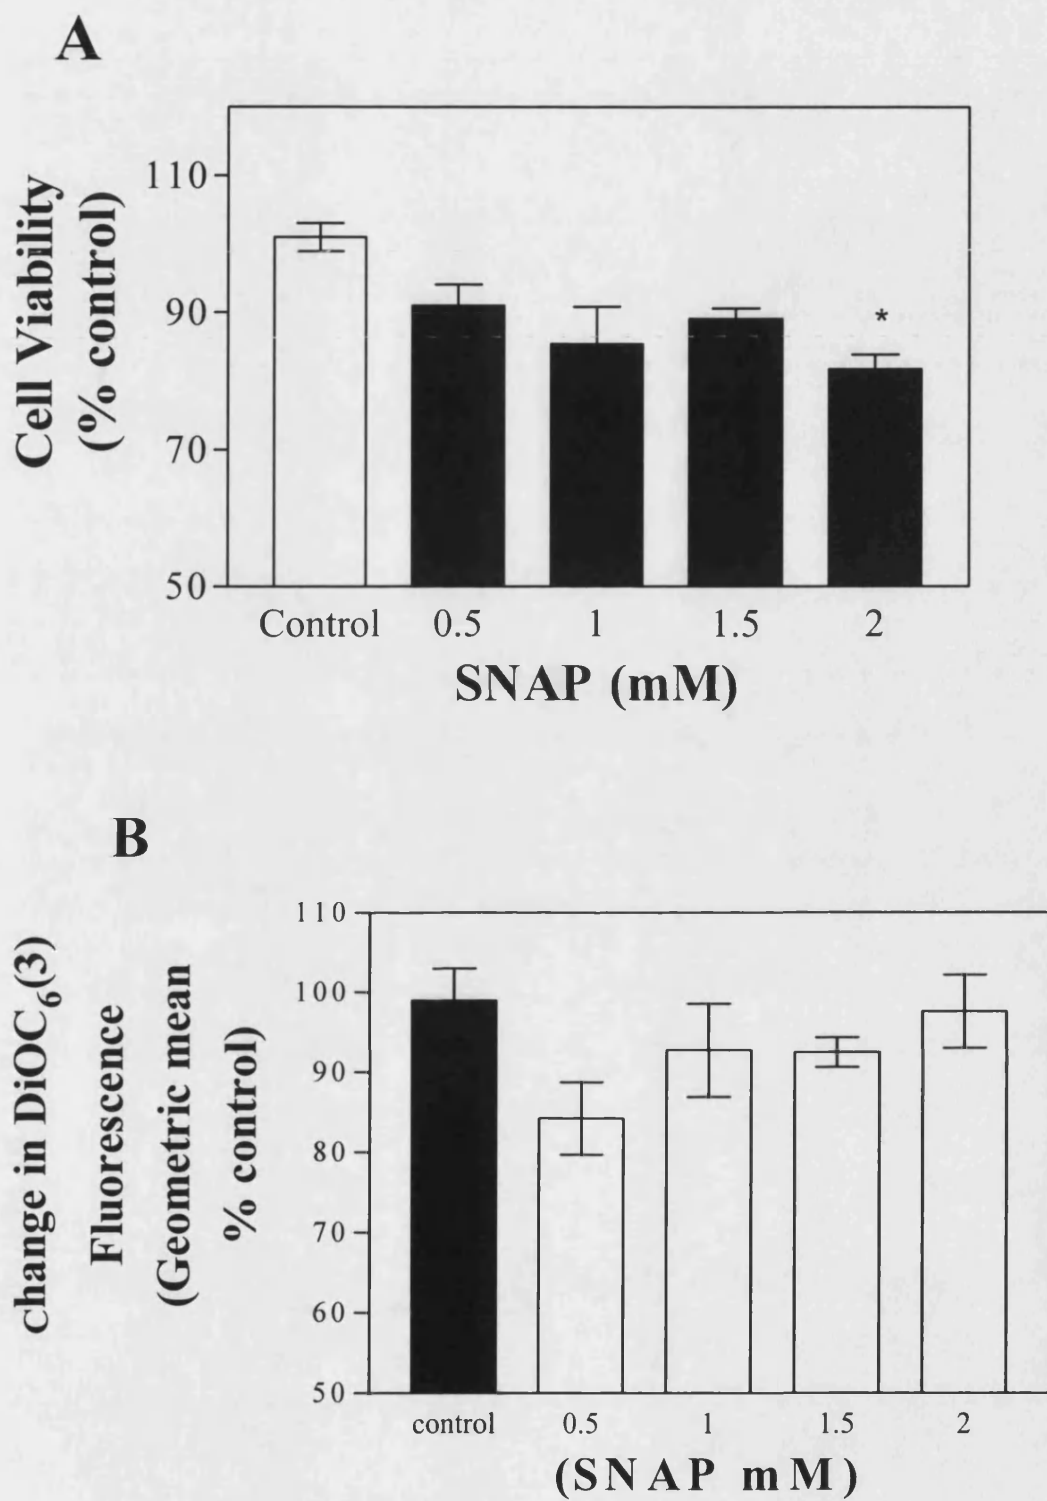 A
Cell Viability
(% control)
110
90
70
50
*
Control 0.5 1 1.5 2
SNAP (mM)
B
Change in DiOC6(3)
Fluorescence
(Geometric mean
% control)
110
100
90
80
70
60
50
control 0.5 1 1.5 2
(SNAP mM)